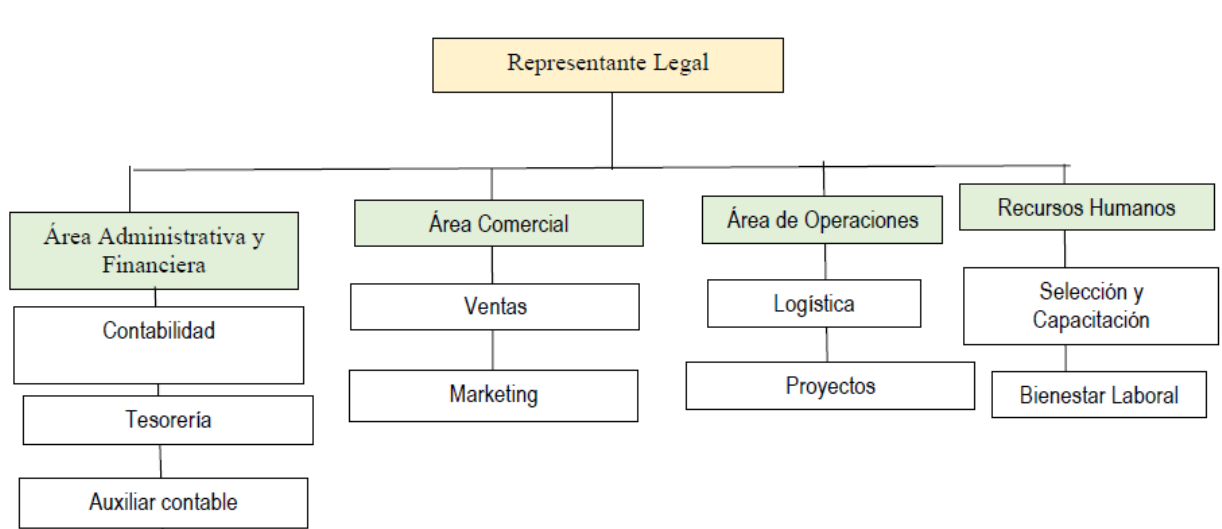 Representante Legal
Área Administrativa y
Financiera
Contabilidad
Tesorería
Auxiliar contable
Área Comercial
Ventas
Marketing
Área de Operaciones
Logística
Proyectos
Recursos Humanos
Selección y
Capacitación
Bienestar Laboral